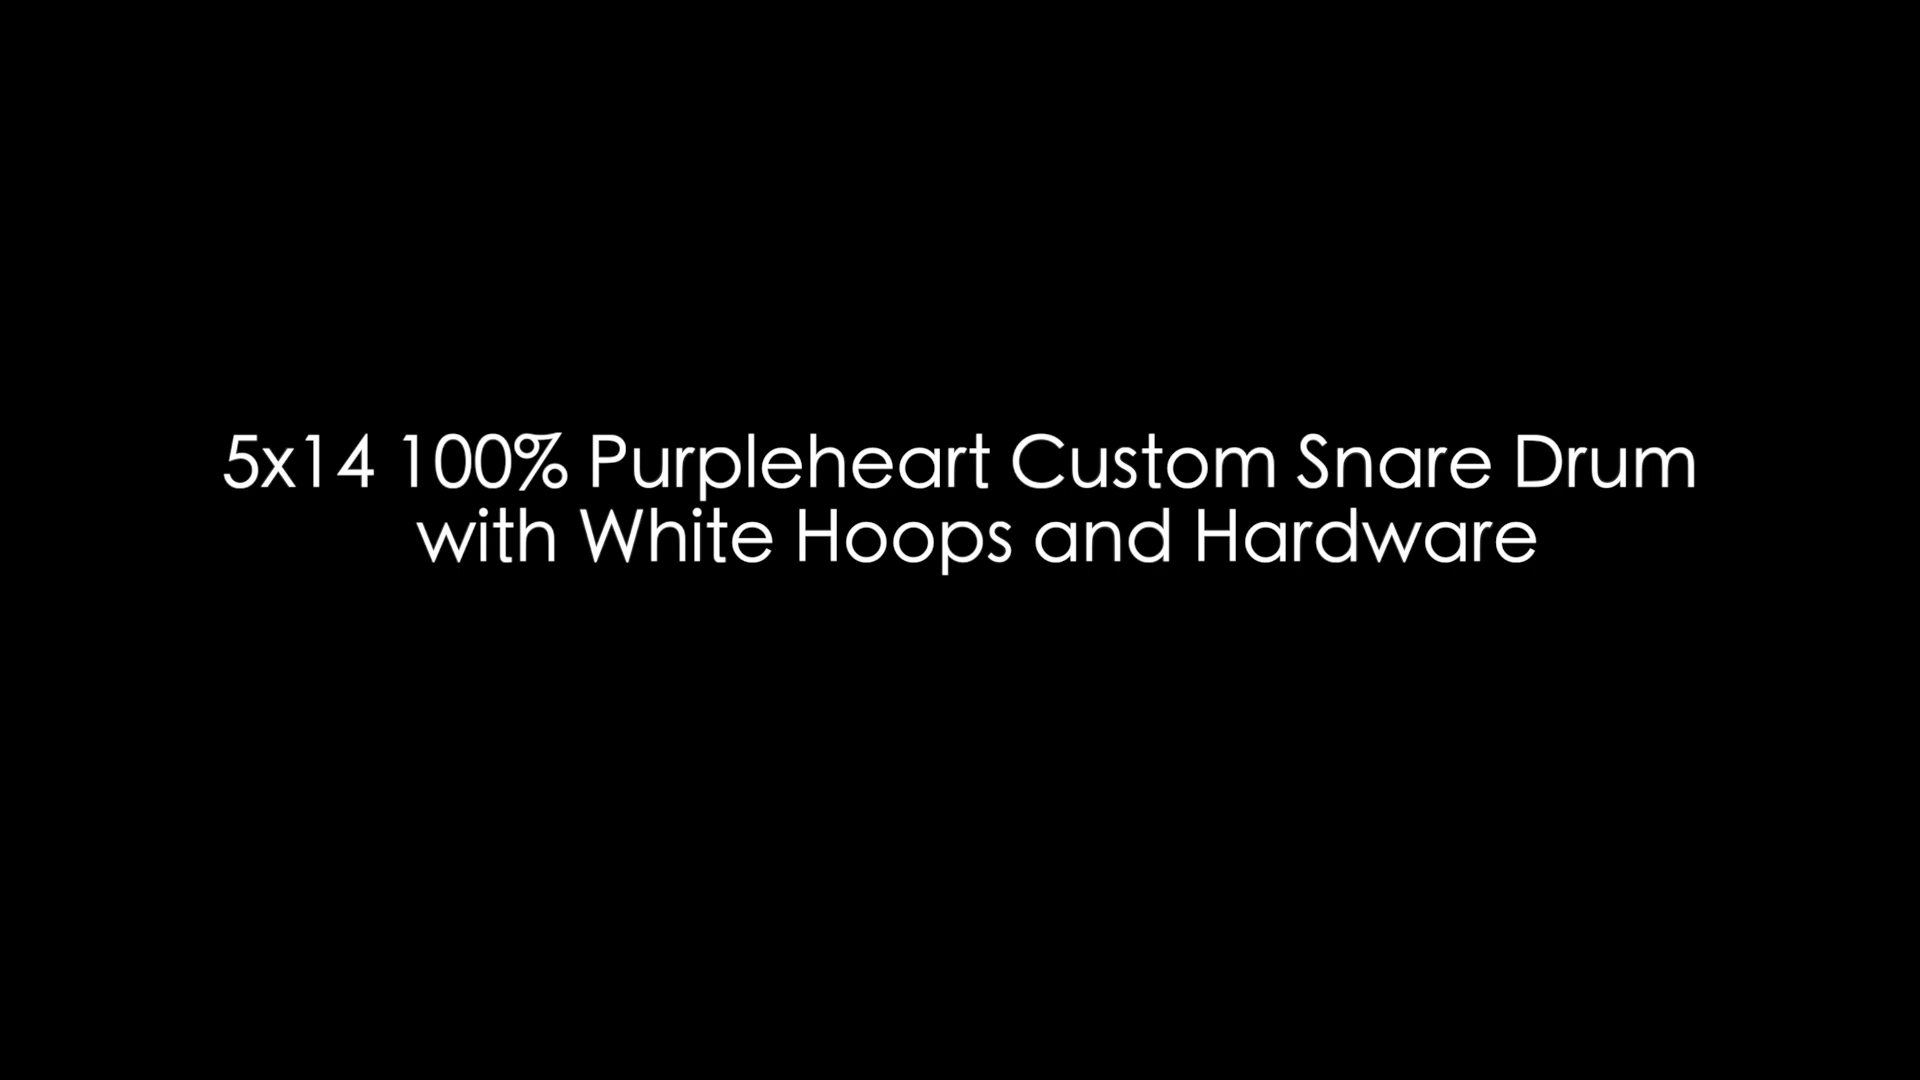 5x14 100% Purpleheart Custom Snare Drum
with White Hoops and Hardware